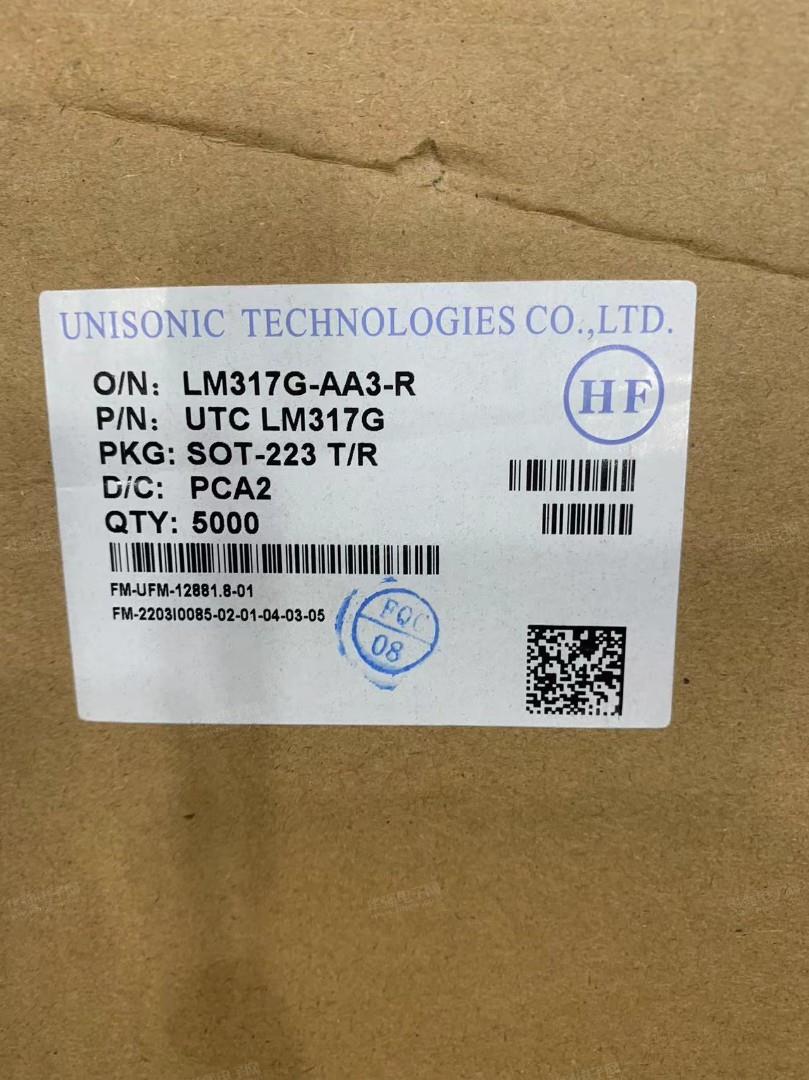 UNISONIC TECHNOLOGIES CO.,LTD.
O/N: LM317G-AA3-R
P/N: UTC LM317G
PKG: SOT-223 T/R
D/C: PCA2
QTY: 5000
HF
FM-UFM-12881.8-01
FM-2203I0085-02-01-04-03-05
FQC
08